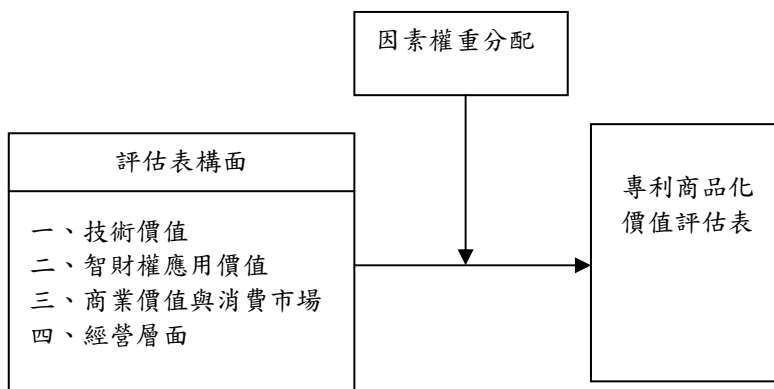 因素權重分配
評估表構面
一、技術價值
二、智財權應用價值
三、商業價值與消費市場
四、經營層面
專利商品化
價值評估表